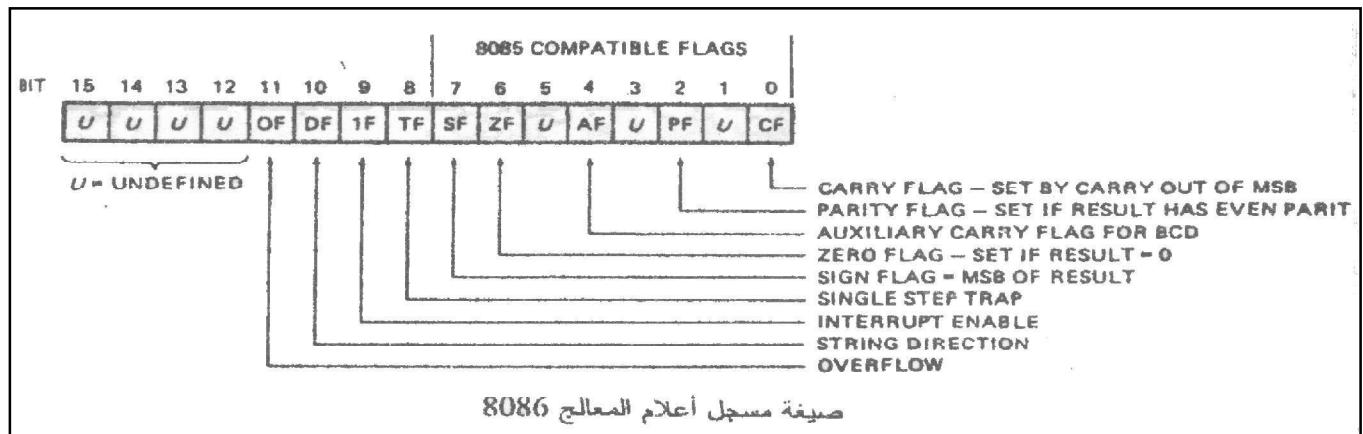 8085 COMPATIBLE FLAGS
BIT 15 14 13 12 11 10 9 8 7 6 5 4 3 2 1 0
U U U U OF DF 1F TF SF ZF U AF U PF U CF
U = UNDEFINED
CARRY FLAG – SET BY CARRY OUT OF MSB
PARITY FLAG – SET IF RESULT HAS EVEN PARIT
AUXILIARY CARRY FLAG FOR BCD
ZERO FLAG – SET IF RESULT = 0
SIGN FLAG = MSB OF RESULT
SINGLE STEP TRAP
INTERRUPT ENABLE
STRING DIRECTION
OVERFLOW
صيغة مسجل أعلام المعالج 8086